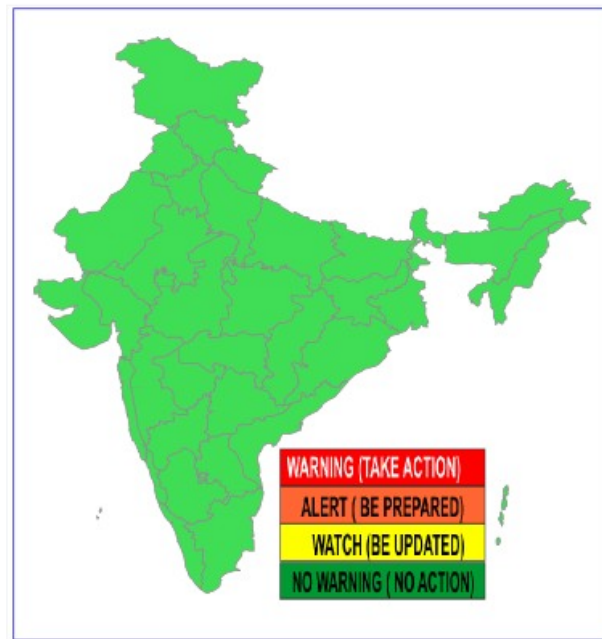 WARNING (TAKE ACTION)
ALERT ( BE PREPARED)
WATCH (BE UPDATED)
NO WARNING ( NO ACTION)